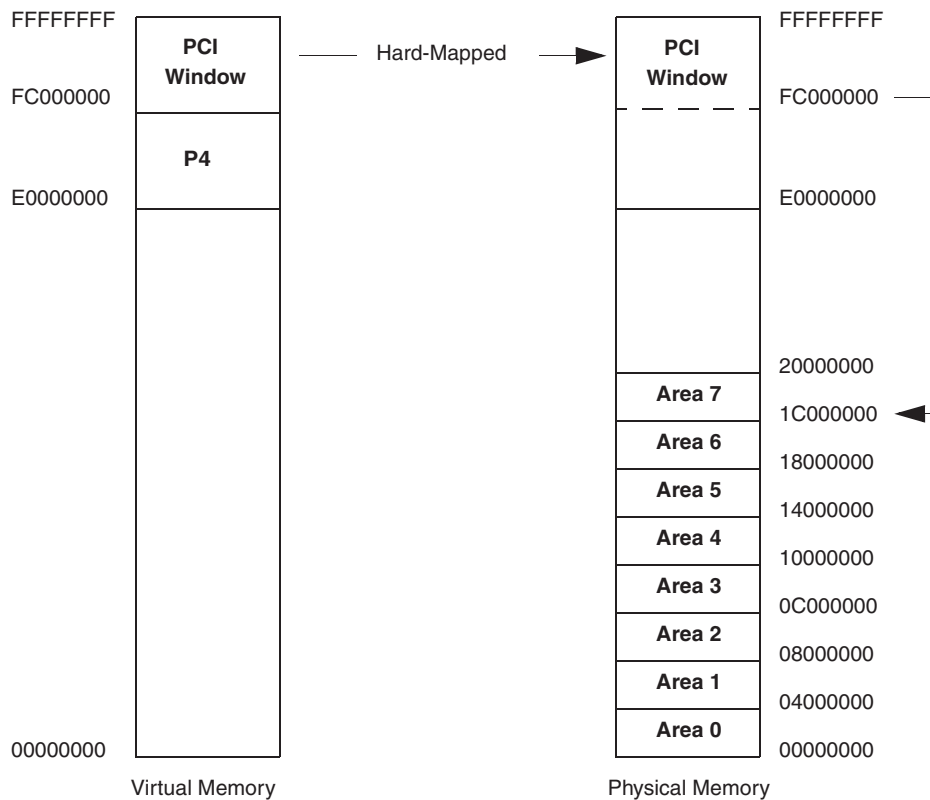 FFFFFFFF
PCI
Window
Hard-Mapped
PCI
Window
FFFFFFFF
FC000000
FC000000
P4
E0000000
E0000000
20000000
Area 7
1C000000
Area 6
18000000
Area 5
14000000
Area 4
10000000
Area 3
0C000000
Area 2
08000000
Area 1
04000000
Area 0
00000000
00000000
Virtual Memory
Physical Memory